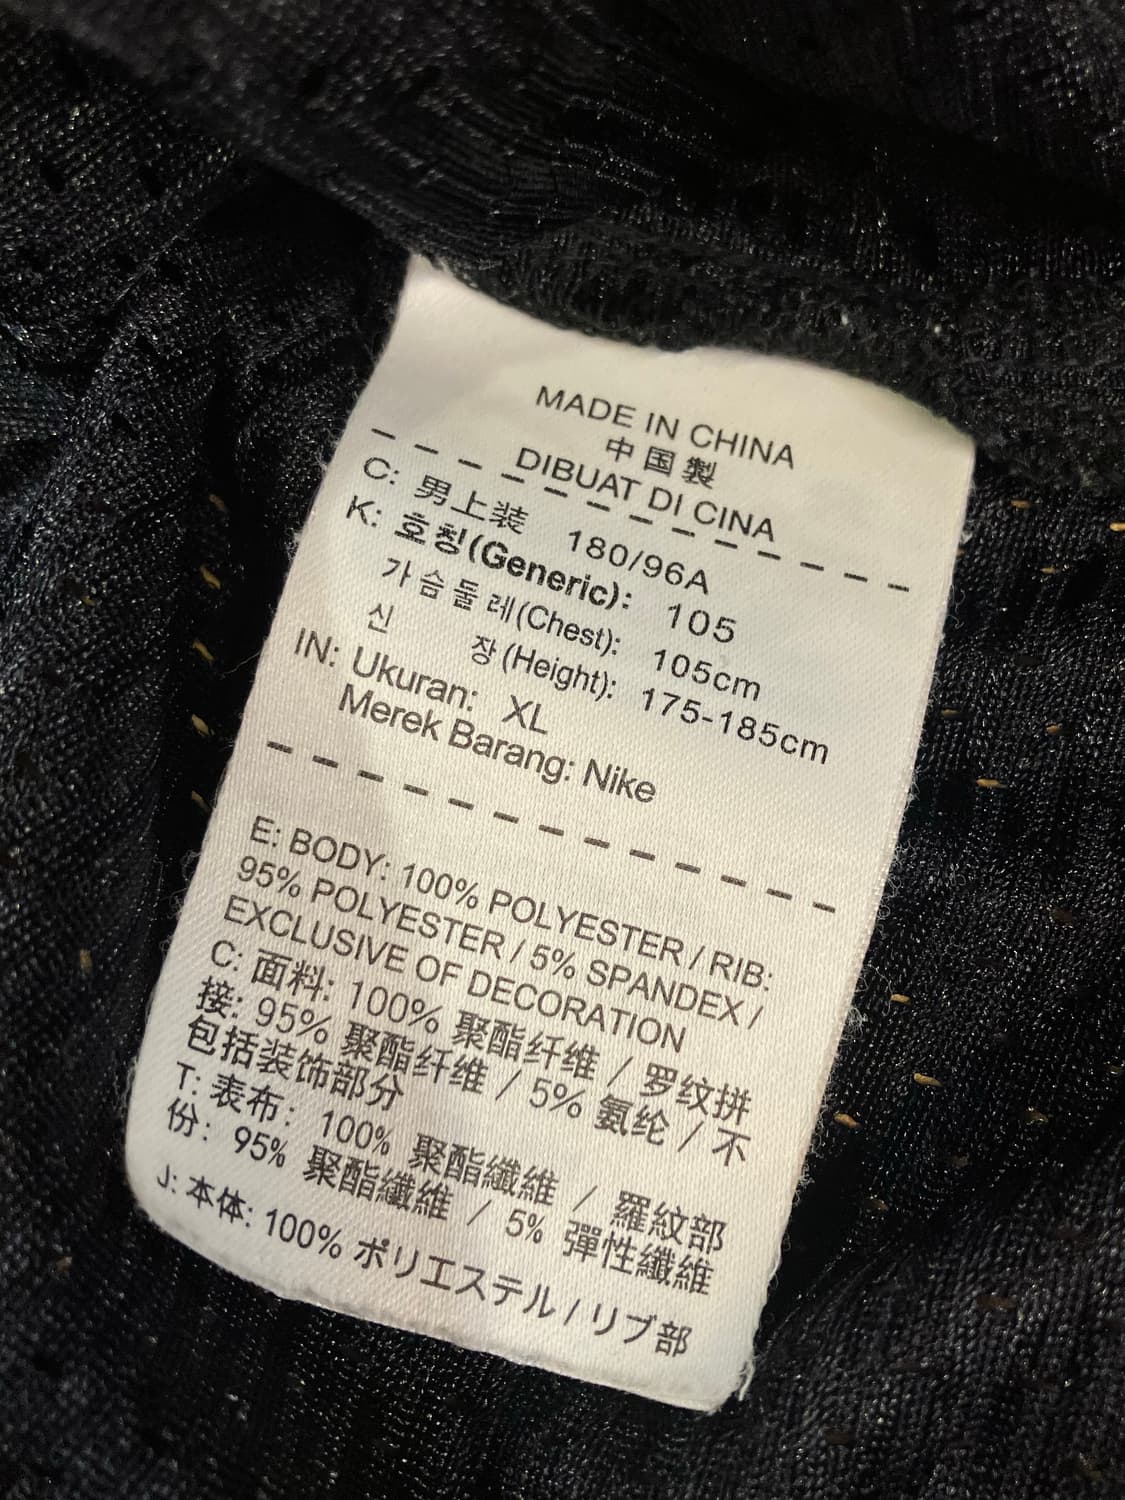 MADE IN CHINA
中国製
DIBUAT DI CINA
C: 男上装 180/96A
K: 호칭(Generic): 105
가슴둘레(Chest): 105cm
신 장(Height): 175-185cm
IN: Ukuran: XL
Merek Barang: Nike
E: BODY: 100% POLYESTER / RIB:
95% POLYESTER / 5% SPANDEX /
EXCLUSIVE OF DECORATION
C: 面料: 100% 聚酯纤维 / 罗纹拼
接: 95% 聚酯纤维 / 5% 氨纶 / 不
包括装饰部分
T: 表布: 100% 聚酯纖維 / 羅紋部
份: 95% 聚酯纖維 / 5% 彈性纖維
J: 本体: 100% ポリエステル / リブ部